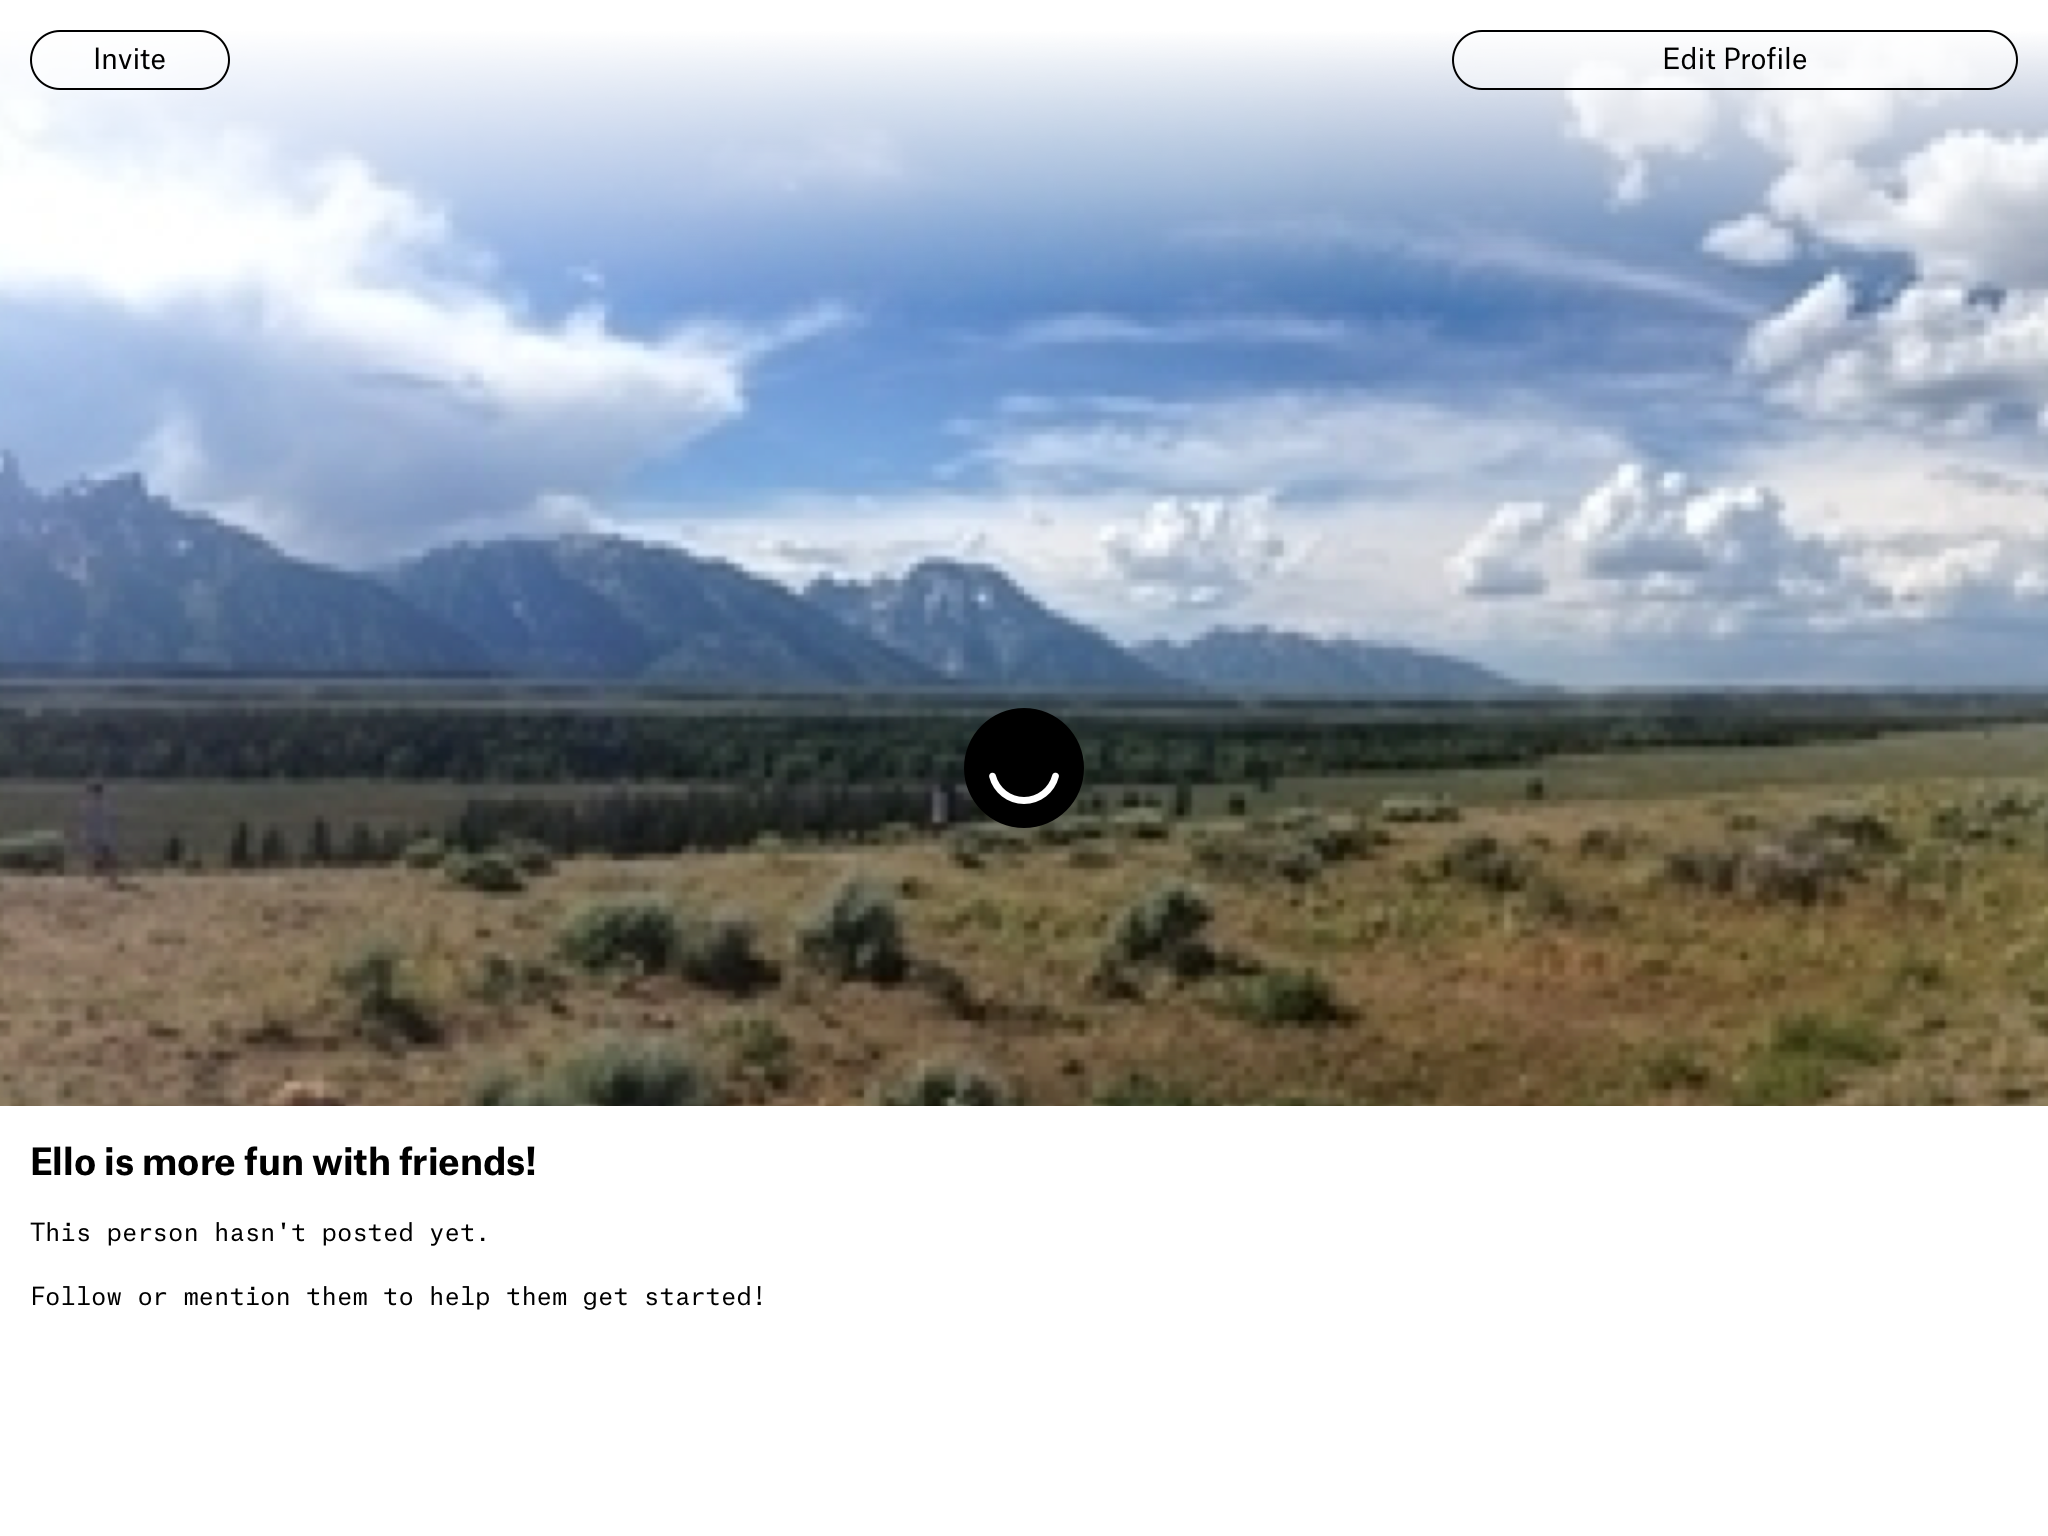 Invite
Edit Profile
Ello is more fun with friends!
This person hasn't posted yet.
Follow or mention them to help them get started!